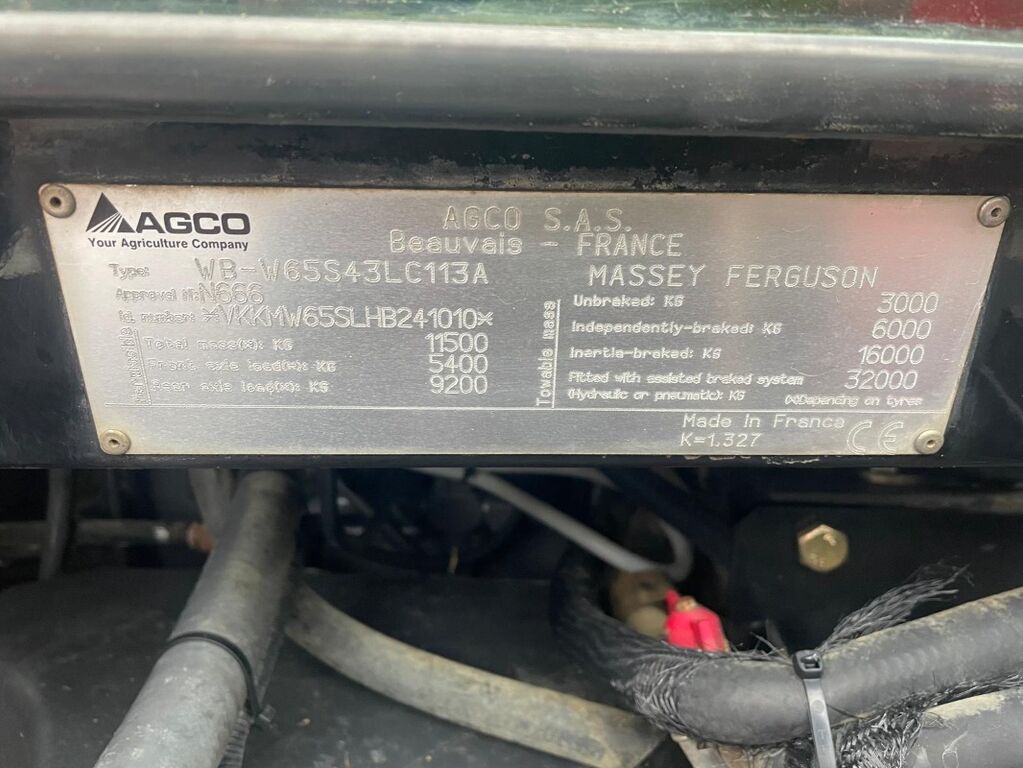 AGCO
Your Agriculture Company
AGCO S.A.S.
Beauvais - FRANCE
Type: WB-W65S43LC113A
MASSEY FERGUSON
Approval N°: N666
Id. number: *VKKMW65SLHB241010*
Total mass(*): KG 11500
Front axle load(*): KG 5400
Rear axle load(*): KG 9200
Towable mass
Unbraked: KG 3000
Independently-braked: KG 6000
Inertia-braked: KG 16000
Fitted with assisted braked system 32000
(Hydraulic or pneumatic): KG (*)Depending on tyres
Made in France
K=1.327
CE